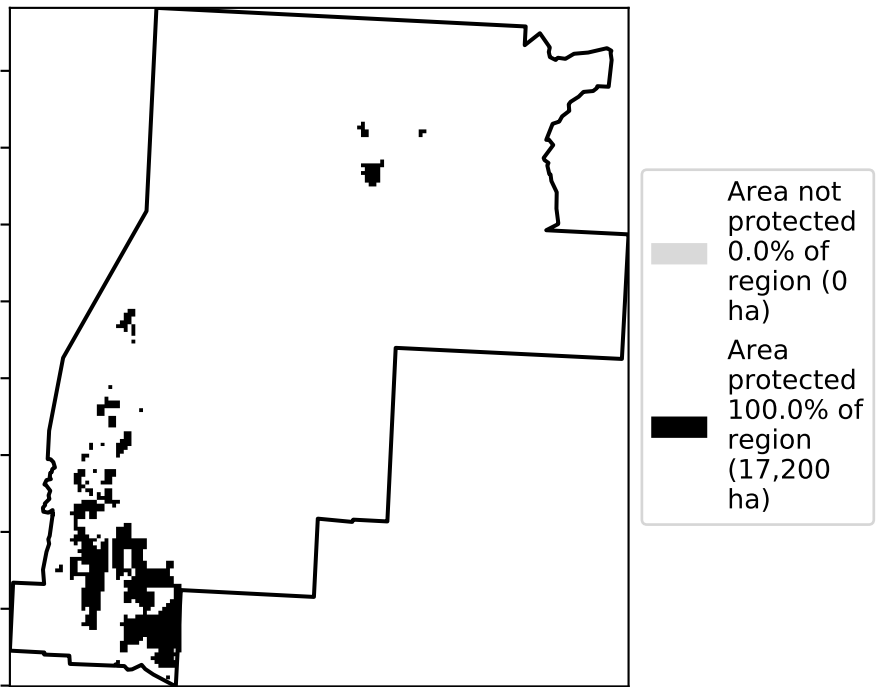 Area not
protected
0.0% of
region (0
ha)
Area
protected
100.0% of
region
(17,200
ha)